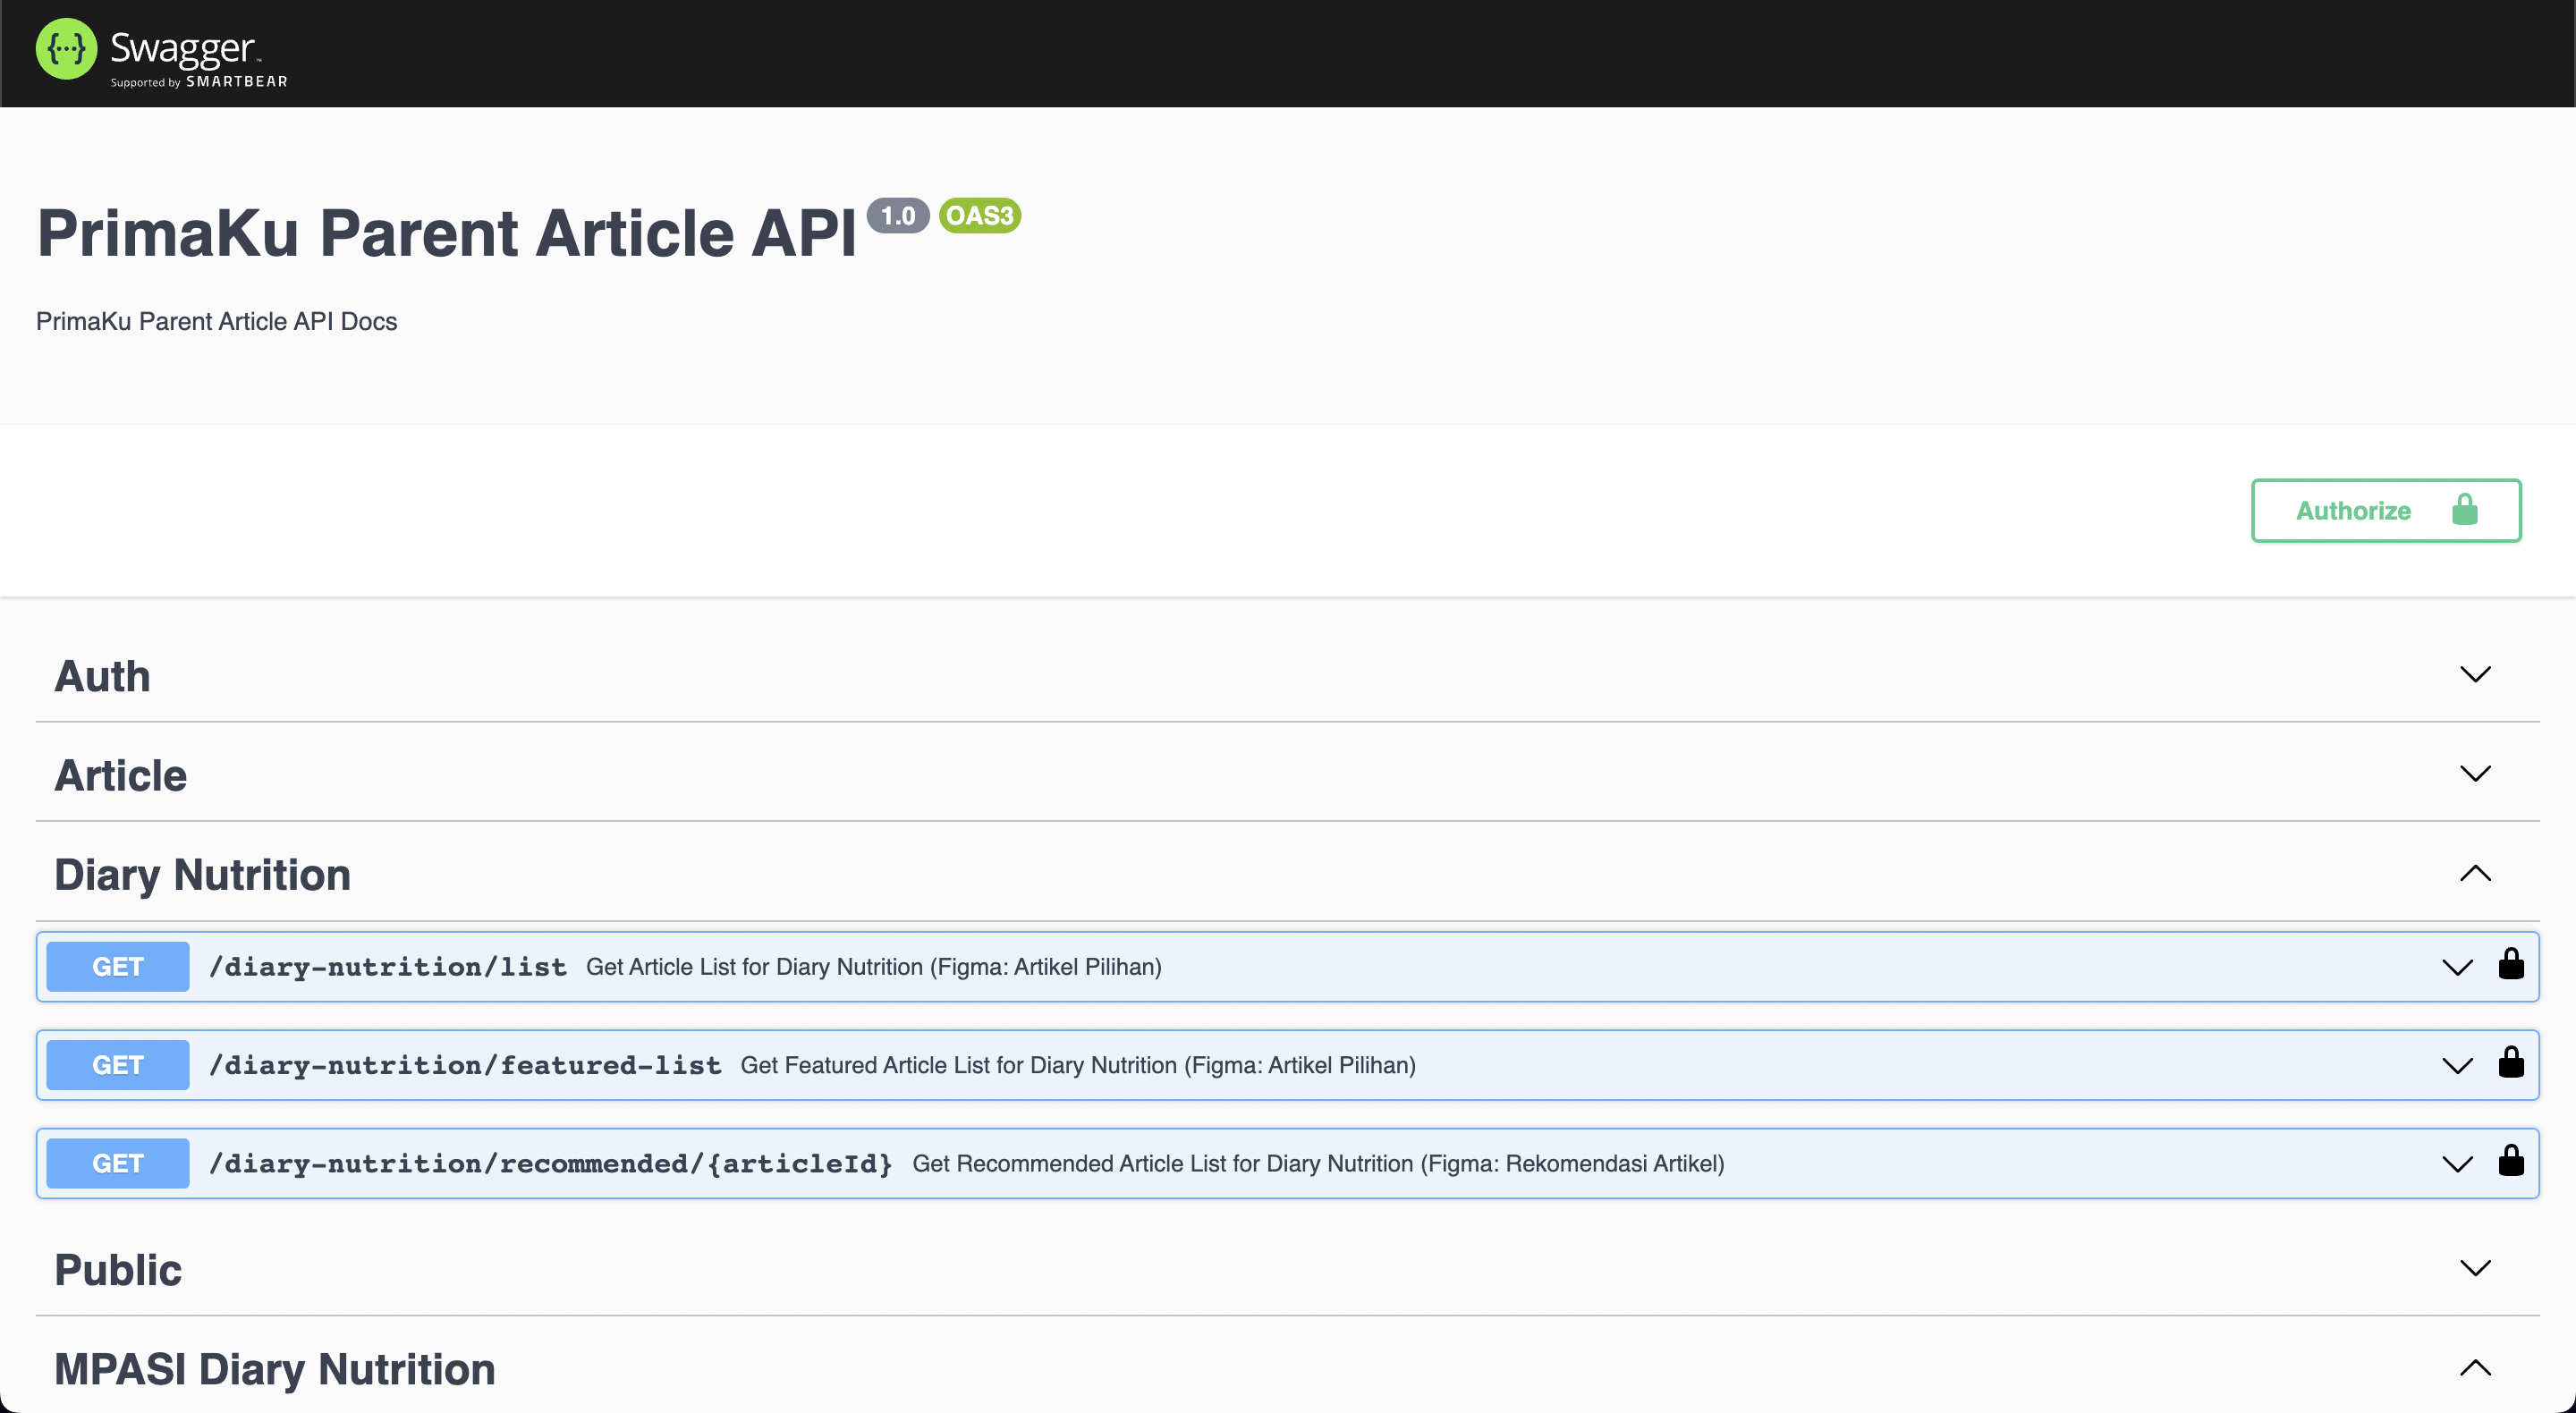 {···} Swagger™
Supported by SMARTBEAR
PrimaKu Parent Article API 1.0 OAS3
PrimaKu Parent Article API Docs
Authorize
Auth
Article
Diary Nutrition
GET /diary-nutrition/list Get Article List for Diary Nutrition (Figma: Artikel Pilihan)
GET /diary-nutrition/featured-list Get Featured Article List for Diary Nutrition (Figma: Artikel Pilihan)
GET /diary-nutrition/recommended/{articleId} Get Recommended Article List for Diary Nutrition (Figma: Rekomendasi Artikel)
Public
MPASI Diary Nutrition